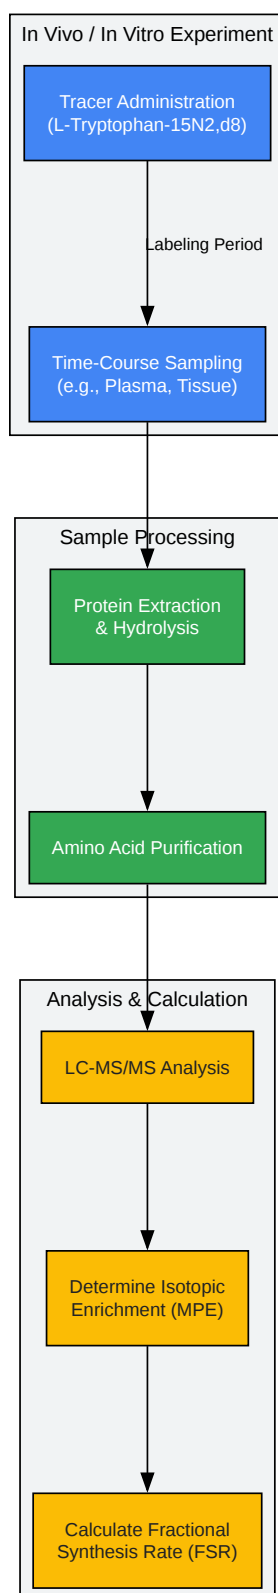 In Vivo / In Vitro Experiment
Tracer Administration
(L-Tryptophan-15N2,d8)
Labeling Period
Time-Course Sampling
(e.g., Plasma, Tissue)
Sample Processing
Protein Extraction
& Hydrolysis
Amino Acid Purification
Analysis & Calculation
LC-MS/MS Analysis
Determine Isotopic
Enrichment (MPE)
Calculate Fractional
Synthesis Rate (FSR)